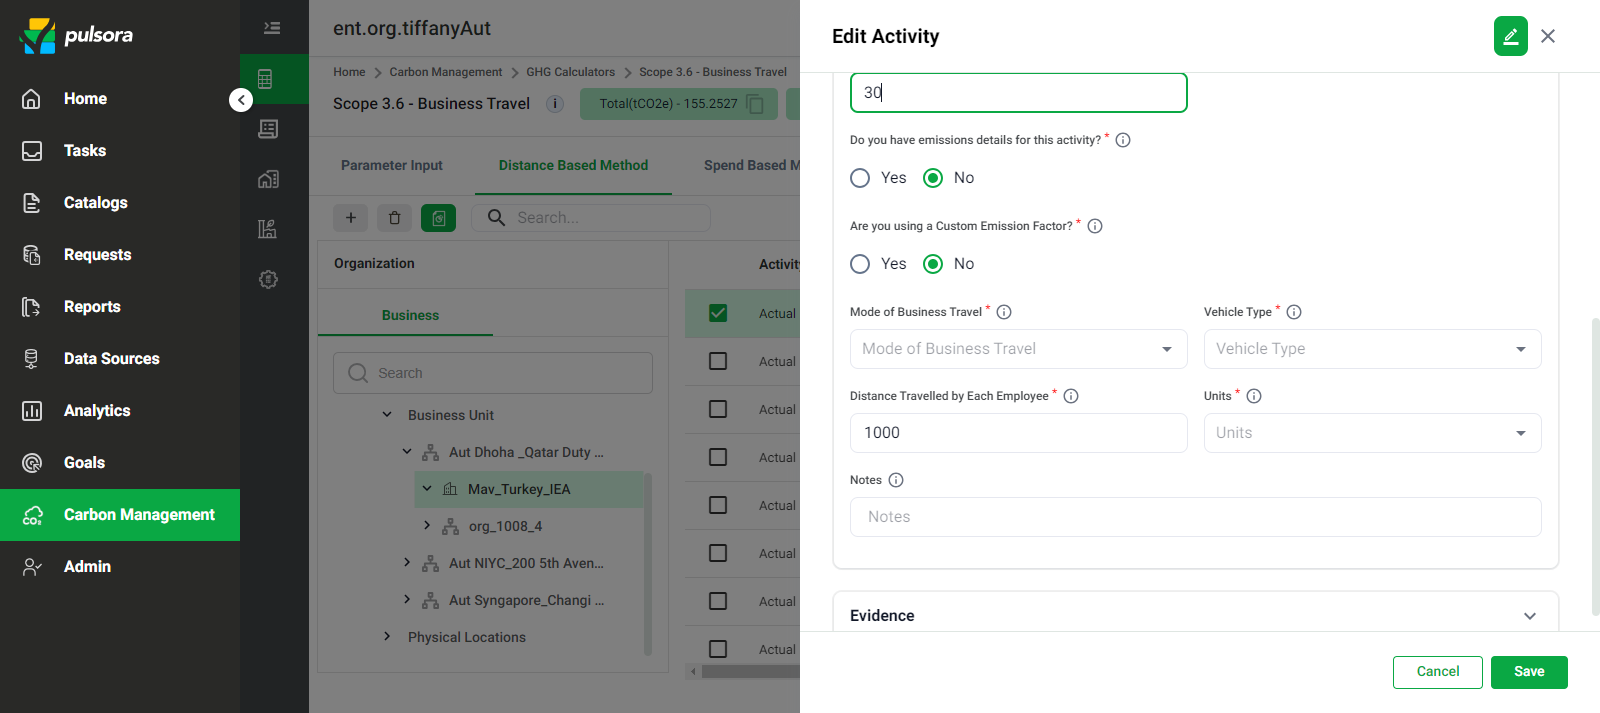 pulsora
Home
Tasks
Catalogs
Requests
Reports
Data Sources
Analytics
Goals
Carbon Management
Admin
ent.org.tiffanyAut
Home > Carbon Management > GHG Calculators > Scope 3.6 - Business Travel
Scope 3.6 - Business Travel
Total(tCO2e) - 155.2527
Parameter Input
Distance Based Method
Spend Based M
Search...
Organization
Business
Search
Business Unit
Aut Dhoha _Qatar Duty ...
Mav_Turkey_IEA
org_1008_4
Aut NIYC_200 5th Aven...
Aut Syngapore_Changi ...
Physical Locations
Activity
Actual
Actual
Actual
Actual
Actual
Actual
Actual
Actual
Edit Activity
30
Do you have emissions details for this activity? *
Yes
No
Are you using a Custom Emission Factor? *
Yes
No
Mode of Business Travel *
Vehicle Type *
Mode of Business Travel
Vehicle Type
Distance Travelled by Each Employee *
Units *
1000
Units
Notes
Notes
Evidence
Cancel
Save